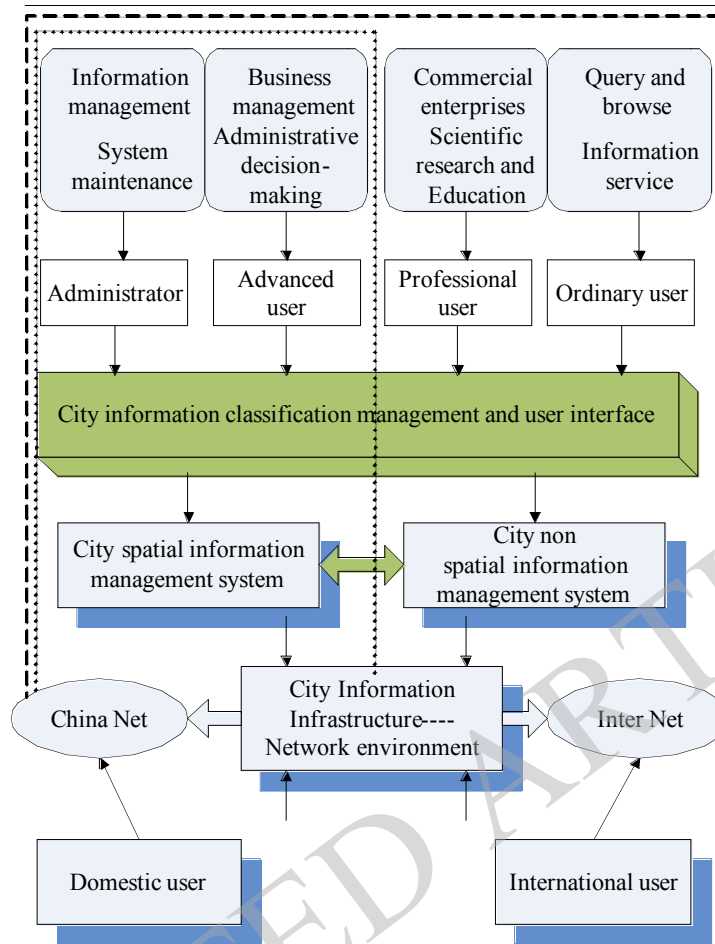 Information
management
System
maintenance
Business
management
Administrative
decision-
making
Commercial
enterprises
Scientific
research and
Education
Query and
browse
Information
service
Administrator
Advanced
user
Professional
user
Ordinary user
City information classification management and user interface
City spatial information
management system
City non
spatial information
management system
China Net
City Information
Infrastructure----
Network environment
Inter Net
Domestic user
International user